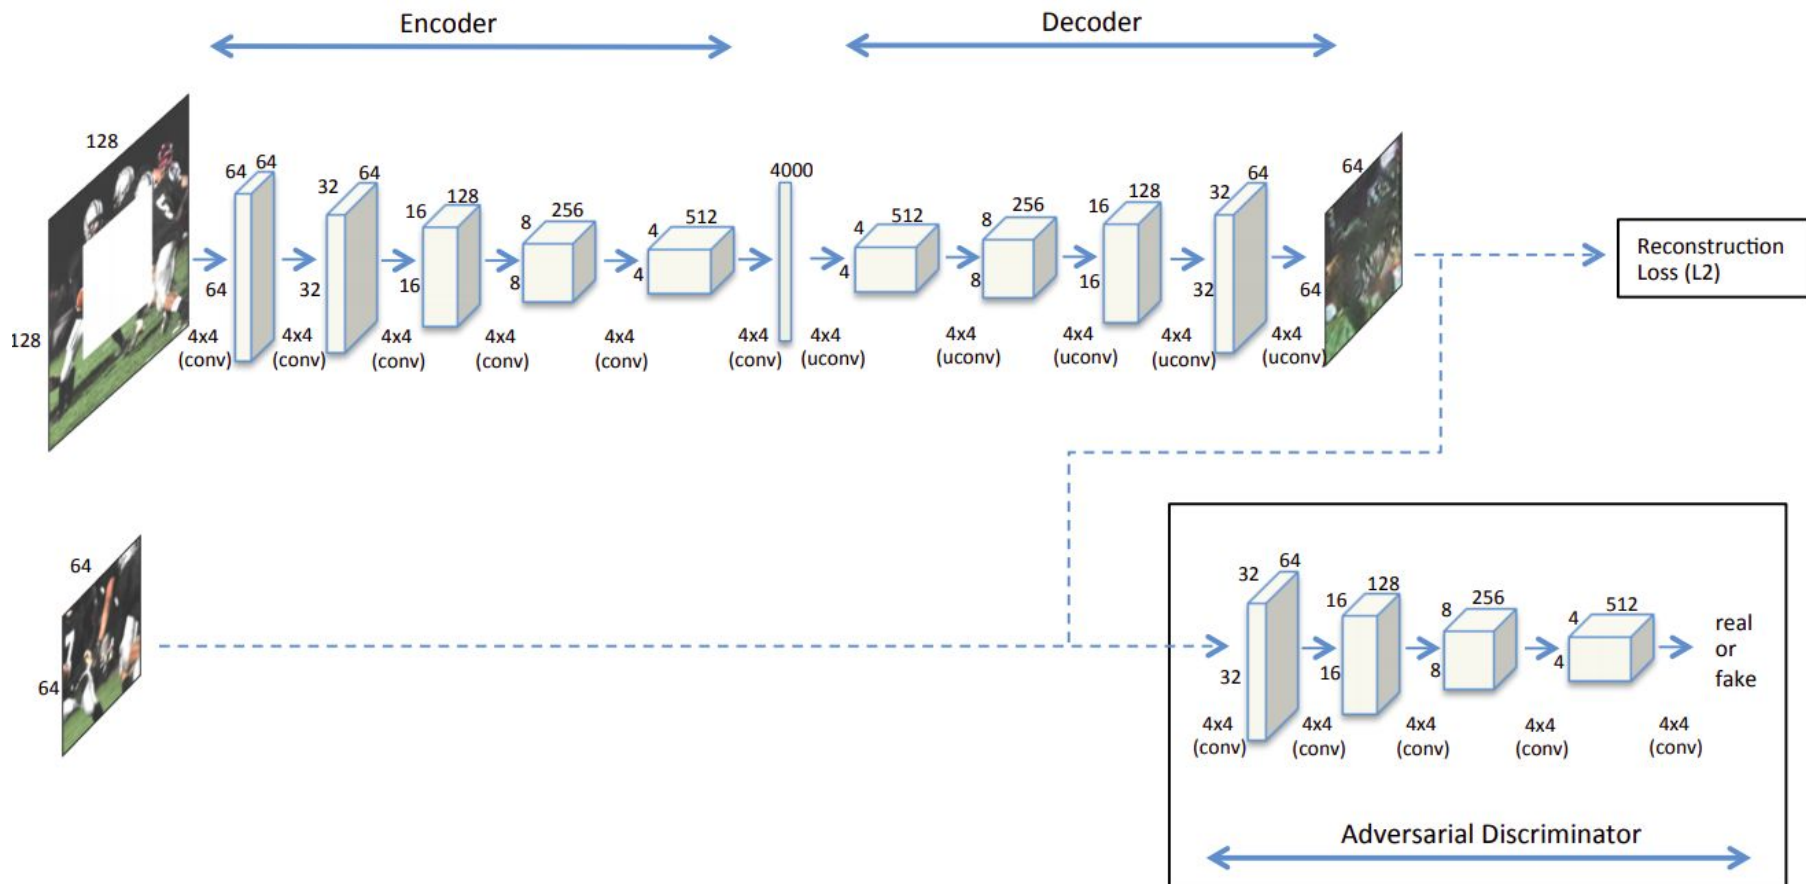 Encoder
Decoder
128
128
64
64
64
32
64
32
16
128
16
8
256
8
4
512
4
4000
4
512
4
8
256
8
16
128
16
32
64
32
64
64
4x4
(conv)
4x4
(conv)
4x4
(conv)
4x4
(conv)
4x4
(conv)
4x4
(conv)
4x4
(uconv)
4x4
(uconv)
4x4
(uconv)
4x4
(uconv)
4x4
(uconv)
Reconstruction
Loss (L2)
64
64
32
64
32
16
128
16
8
256
8
4
512
4
real
or
fake
4x4
(conv)
4x4
(conv)
4x4
(conv)
4x4
(conv)
4x4
(conv)
Adversarial Discriminator